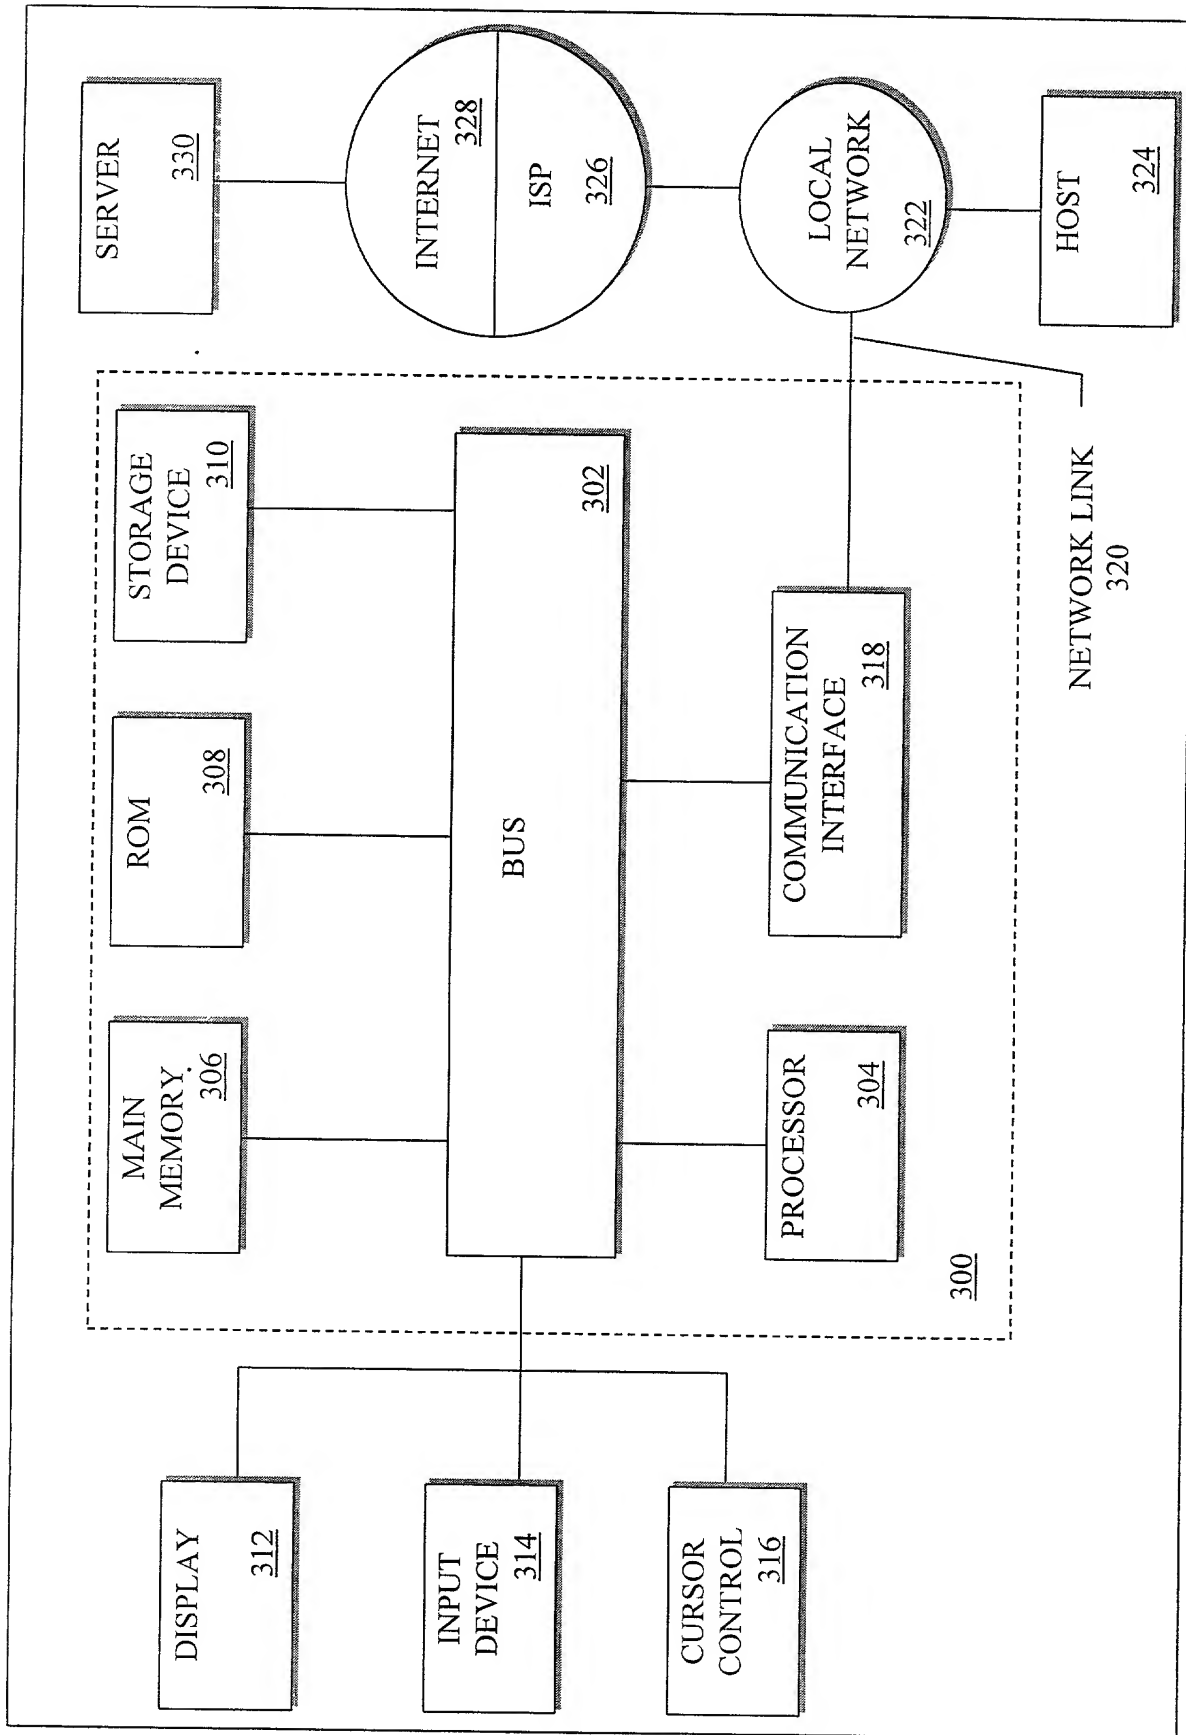 DISPLAY
312
INPUT
DEVICE
314
CURSOR
CONTROL
316
MAIN
MEMORY
306
ROM
308
STORAGE
DEVICE
310
BUS
302
PROCESSOR
304
COMMUNICATION
INTERFACE
318
300
SERVER
330
INTERNET
328
ISP
326
LOCAL
NETWORK
322
HOST
324
NETWORK LINK
320